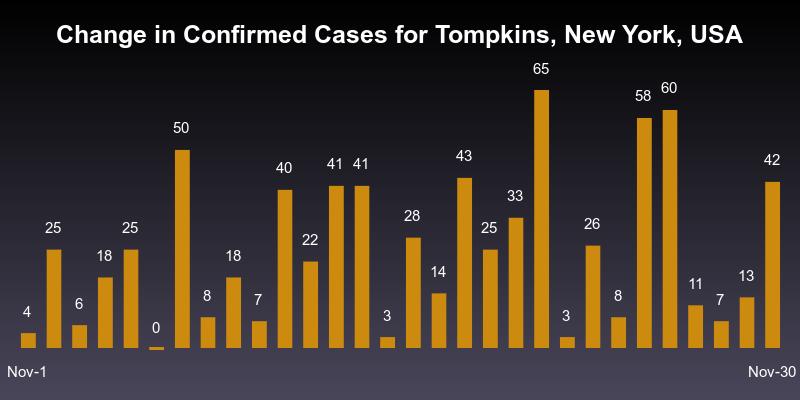 Change in Confirmed Cases for Tompkins, New York, USA
4 25 6 18 25 0 50 8 18 7 40 22 41 41 3 28 14 43 25 33 65 3 26 8 58 60 11 7 13 42
Nov-1 Nov-30